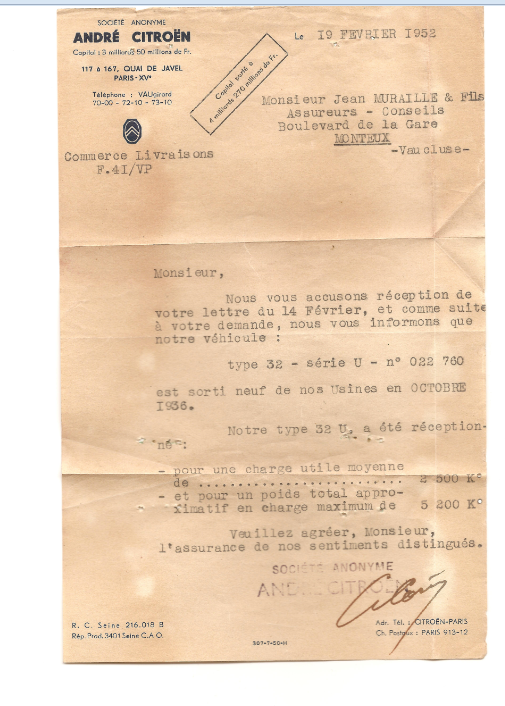 SOCIÉTÉ ANONYME
ANDRÉ CITROËN
Capital : 3 millions 50 millions de Fr.
117 à 167, QUAI DE JAVEL
PARIS-XVe
Téléphone : VAUgirard
70-09 - 72-10 - 73-10
Capital porté à
4 milliards 270 millions de Fr.
Le 19 FEVRIER 1952
Monsieur Jean MURAILLE & Fils
Assureurs - Conseils
Boulevard de la Gare
MONTEUX
-Vaucluse-
Commerce Livraisons
F.4I/VP
Monsieur,
Nous vous accusons réception de
votre lettre du 14 Février, et comme suite
à votre demande, nous vous informons que
notre véhicule :
type 32 - série U - n° 022 760
est sorti neuf de nos Usines en OCTOBRE
I936.
Notre type 32 U, a été réception-
né :
- pour une charge utile moyenne
de ........................ 2 500 K°
- et pour un poids total appro-
ximatif en charge maximum de 5 200 K°
Veuillez agréer, Monsieur,
l'assurance de nos sentiments distingués.
SOCIÉTÉ ANONYME
ANDRÉ CITROËN
R. C. Seine 216.018 B
Rép. Prod. 3401 Seine C.A.O.
Adr. Tél. : CITROËN-PARIS
Ch. Postaux : PARIS 913-12
307-7-50-H